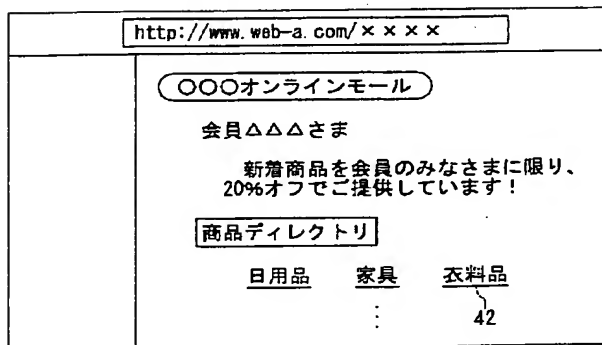 http://www.web-a.com/××××
○○○オンラインモール
会員△△△さま
新着商品を会員のみなさまに限り、
20%オフでご提供しています！
商品ディレクトリ
日用品 家具 衣料品
⋮ 42